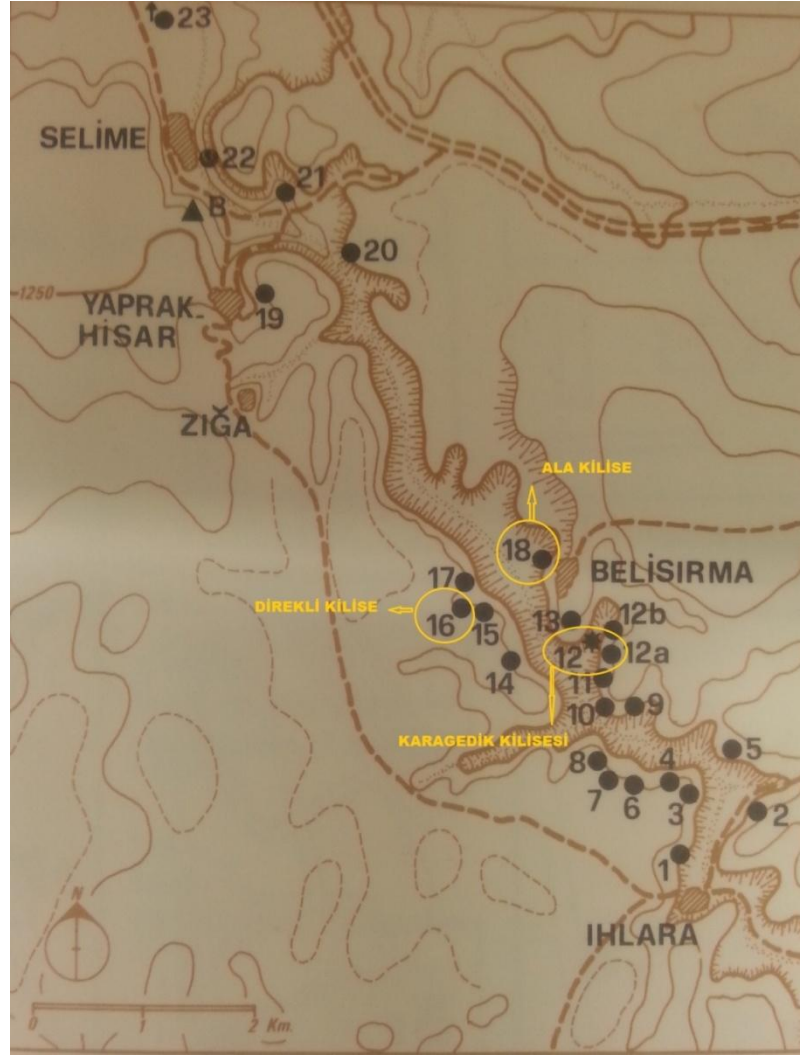 23
SELİME
22
21
B
20
1250
YAPRAK-
HİSAR
19
ZIĞA
ALA KİLİSE
18
BELİSIRMA
17
DİREKLİ KİLİSE
16
15
13
12b
12
12a
14
11
10
9
KARAGEDİK KİLİSESİ
5
8
4
7
6
3
2
1
N
IHLARA
0 1 2 Km.